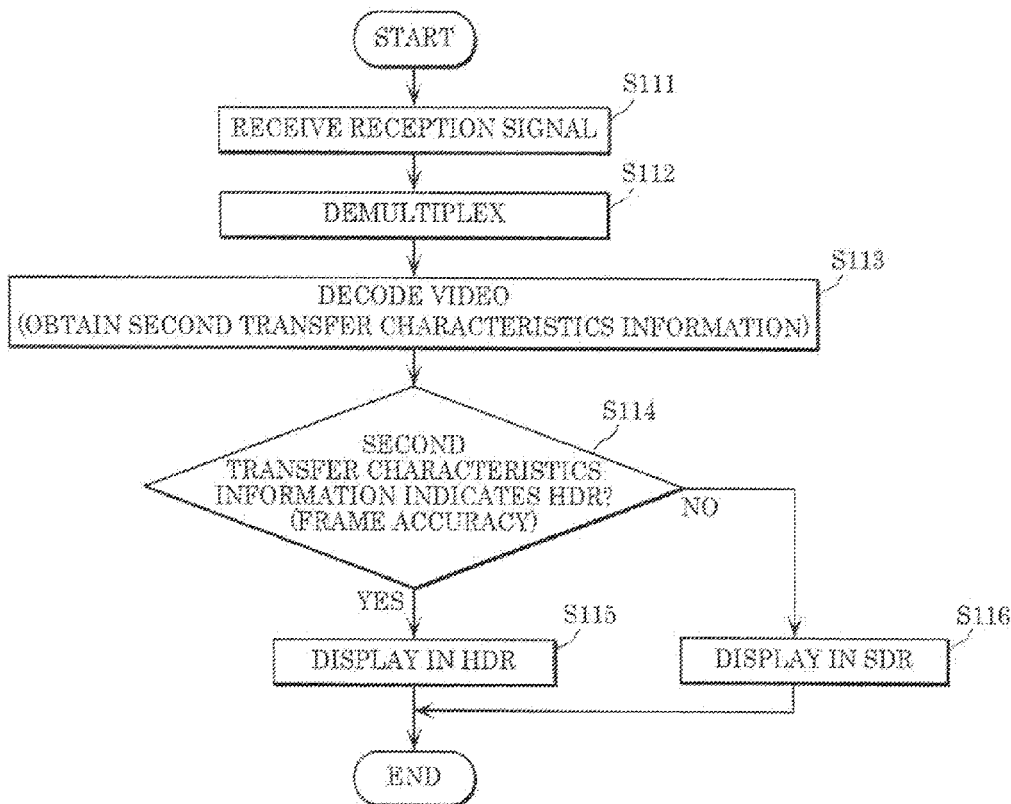 START
S111
RECEIVE RECEPTION SIGNAL
S112
DEMULTIPLEX
S113
DECODE VIDEO
(OBTAIN SECOND TRANSFER CHARACTERISTICS INFORMATION)
S114
SECOND
TRANSFER CHARACTERISTICS
INFORMATION INDICATES HDR?
(FRAME ACCURACY)
NO
YES
S115
DISPLAY IN HDR
S116
DISPLAY IN SDR
END